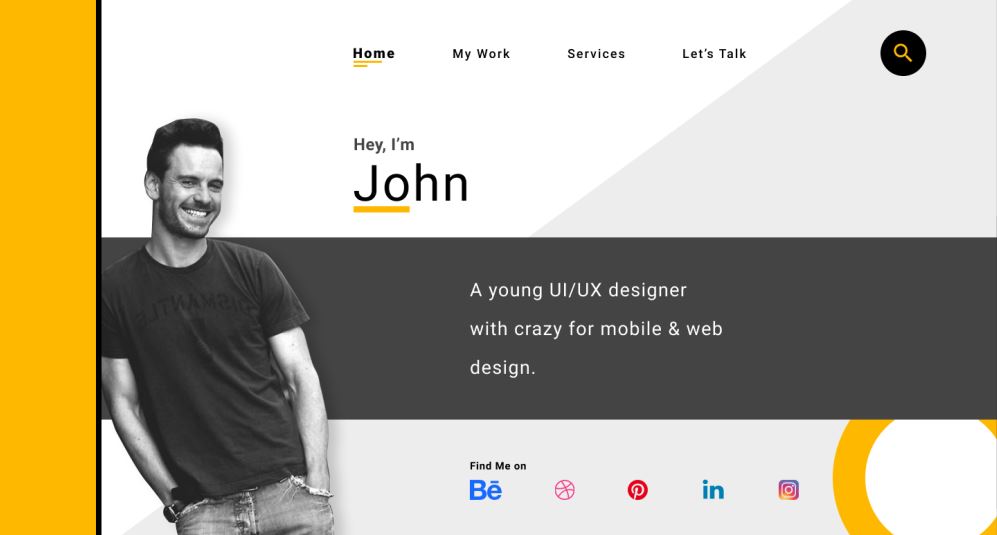 Home My Work Services Let's Talk
Hey, I'm
John
DISMANTLE
A young UI/UX designer
with crazy for mobile & web
design.
Find Me on
Bē
in